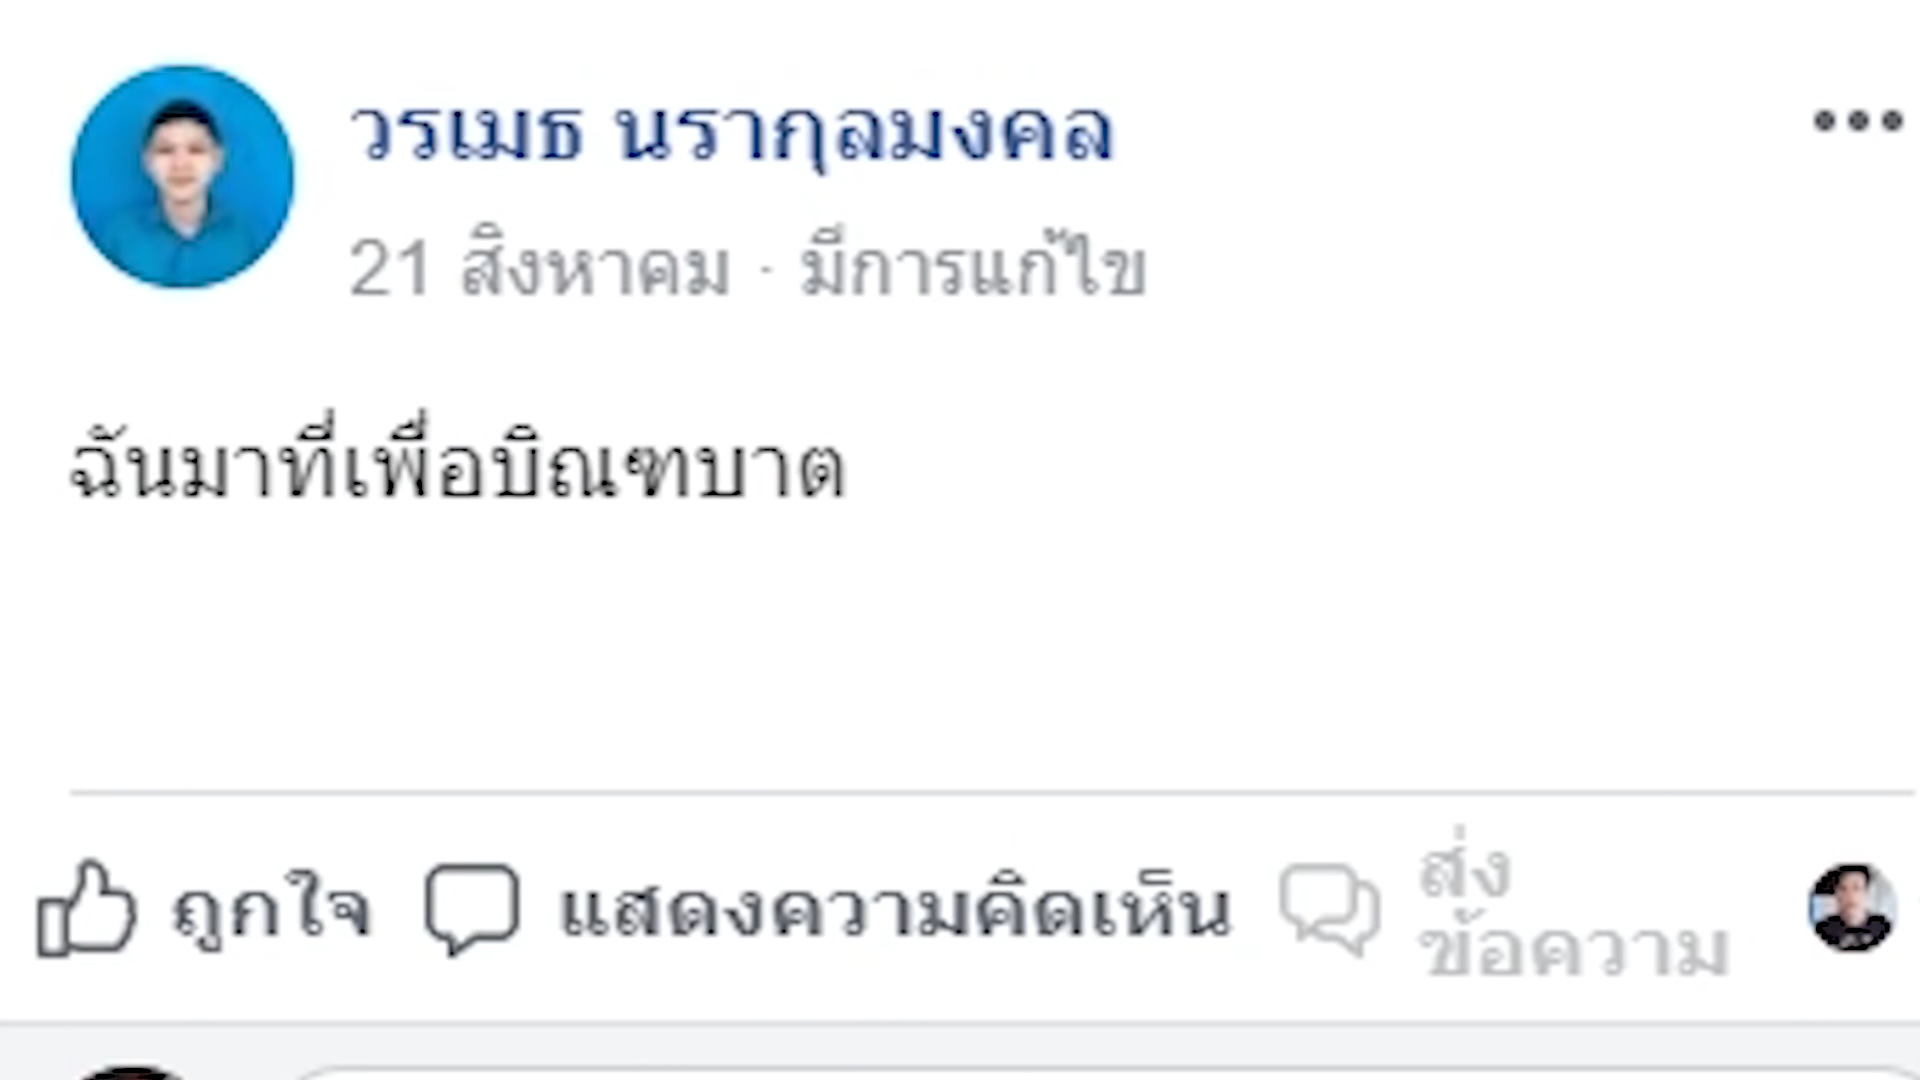 วรเมธ นรากุลมงคล
21 สิงหาคม · มีการแก้ไข
ฉันมาที่เพื่อบิณฑบาต
ถูกใจ แสดงความคิดเห็น ส่ง
ข้อความ